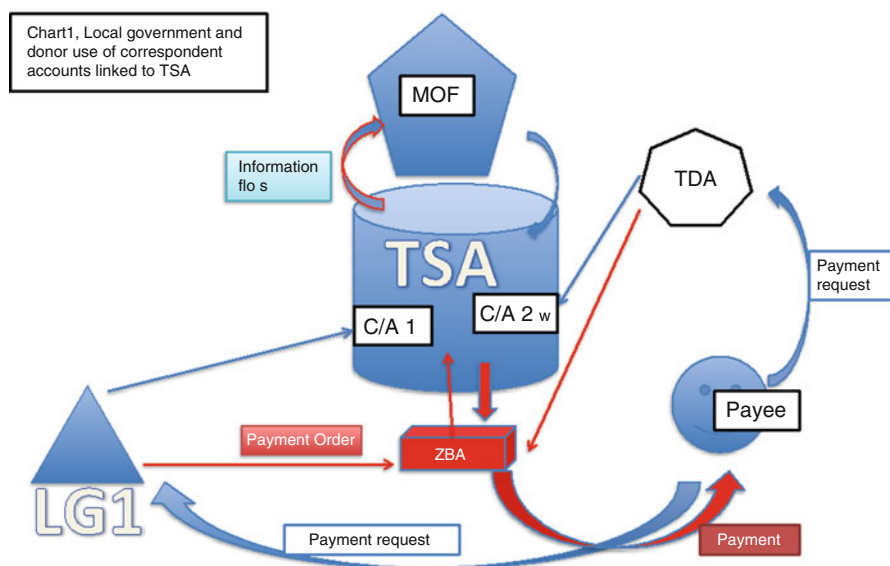 Chart1, Local government and
donor use of correspondent
accounts linked to TSA
MOF
Information
flo s
TDA
TSA
Payment
request
C/A 1
C/A 2 w
Payee
Payment Order
ZBA
LG1
Payment request
Payment